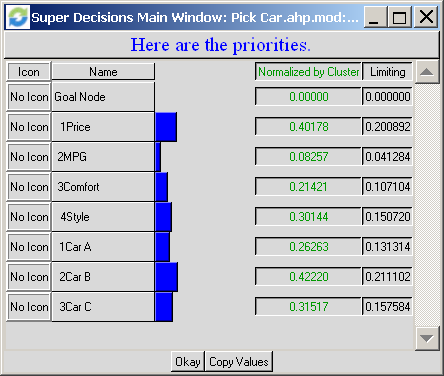 Super Decisions Main Window: Pick Car.ahp.mod:...
Here are the priorities.
Icon Name Normalized by Cluster Limiting
No Icon Goal Node 0.00000 0.000000
No Icon 1Price 0.40178 0.200892
No Icon 2MPG 0.08257 0.041284
No Icon 3Comfort 0.21421 0.107104
No Icon 4Style 0.30144 0.150720
No Icon 1Car A 0.26263 0.131314
No Icon 2Car B 0.42220 0.211102
No Icon 3Car C 0.31517 0.157584
Okay Copy Values